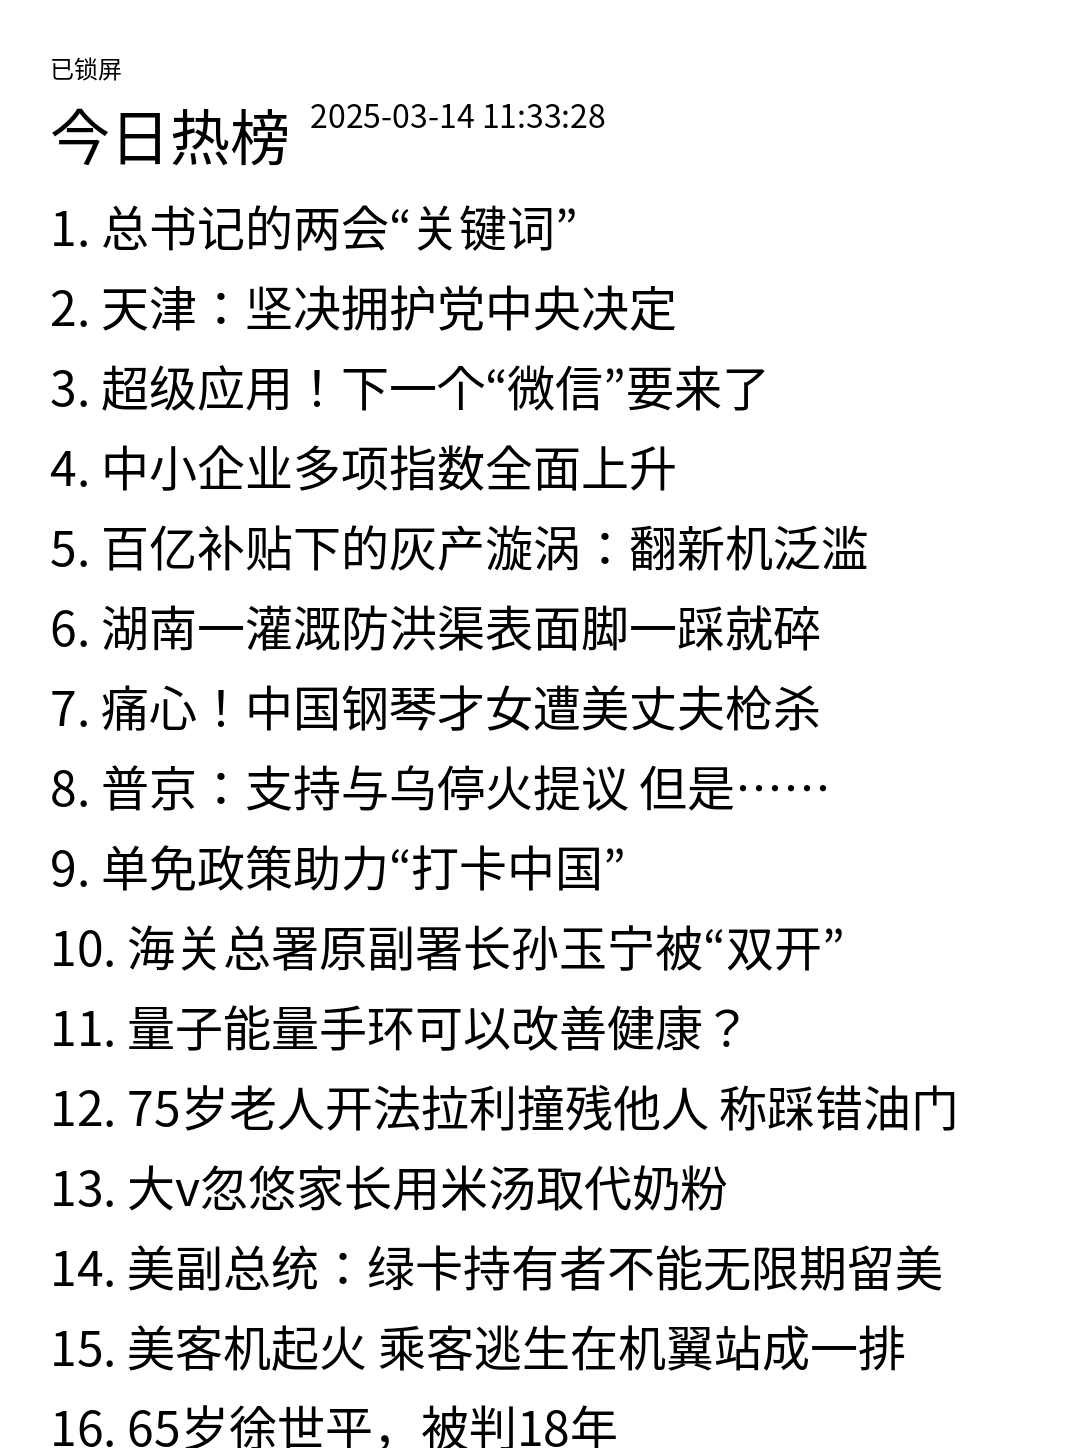 已锁屏
今日热榜 2025-03-14 11:33:28
1. 总书记的两会“关键词”
2. 天津：坚决拥护党中央决定
3. 超级应用！下一个“微信”要来了
4. 中小企业多项指数全面上升
5. 百亿补贴下的灰产漩涡：翻新机泛滥
6. 湖南一灌溉防洪渠表面脚一踩就碎
7. 痛心！中国钢琴才女遭美丈夫枪杀
8. 普京：支持与乌停火提议 但是……
9. 单免政策助力“打卡中国”
10. 海关总署原副署长孙玉宁被“双开”
11. 量子能量手环可以改善健康？
12. 75岁老人开法拉利撞残他人 称踩错油门
13. 大v忽悠家长用米汤取代奶粉
14. 美副总统：绿卡持有者不能无限期留美
15. 美客机起火 乘客逃生在机翼站成一排
16. 65岁徐世平，被判18年